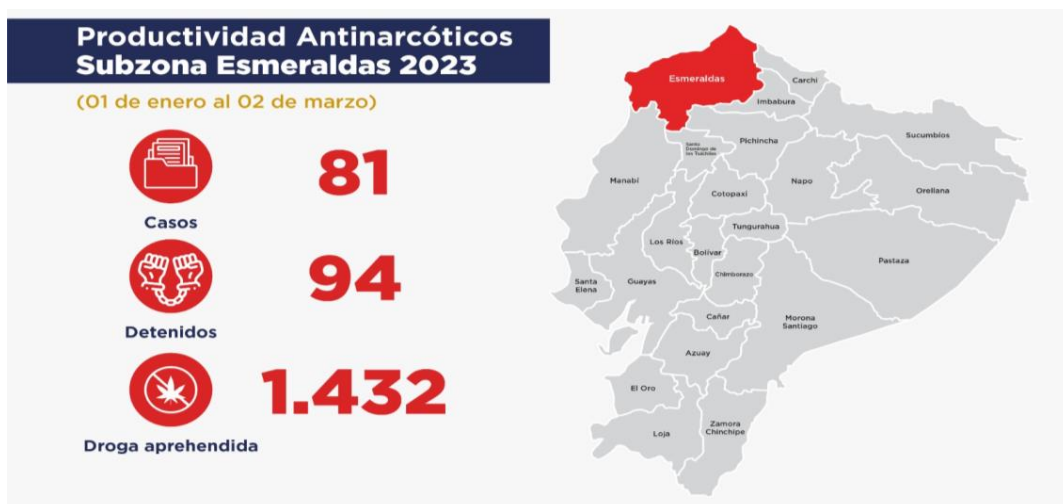 Productividad Antinarcóticos
Subzona Esmeraldas 2023
(01 de enero al 02 de marzo)
81
Casos
94
Detenidos
1.432
Droga aprehendida
Esmeraldas
Carchi
Imbabura
Sucumbíos
Pichincha
Santo
Domingo de
los Tsáchilas
Manabí
Napo
Orellana
Cotopaxi
Tungurahua
Los Ríos
Bolívar
Pastaza
Chimborazo
Santa
Elena
Guayas
Cañar
Morona
Santiago
Azuay
El Oro
Zamora
Chinchipe
Loja